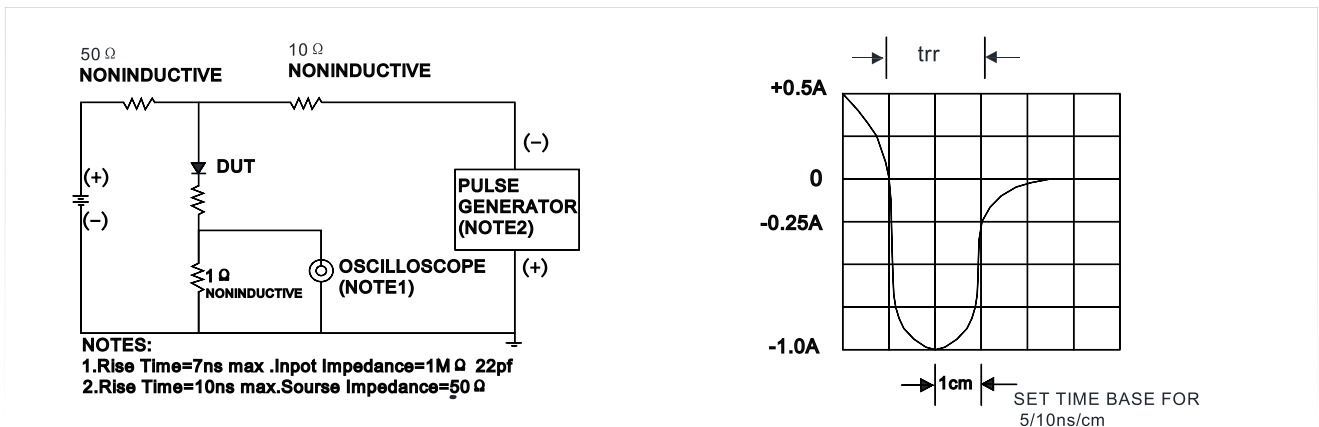 50 Ω
NONINDUCTIVE
10 Ω
NONINDUCTIVE
(+)
(−)
DUT
1 Ω
NONINDUCTIVE
OSCILLOSCOPE
(NOTE1)
(−)
PULSE
GENERATOR
(NOTE2)
(+)
NOTES:
1.Rise Time=7ns max .Inpot Impedance=1M Ω 22pf
2.Rise Time=10ns max.Sourse Impedance=50 Ω
trr
+0.5A
0
-0.25A
-1.0A
1cm
SET TIME BASE FOR
5/10ns/cm